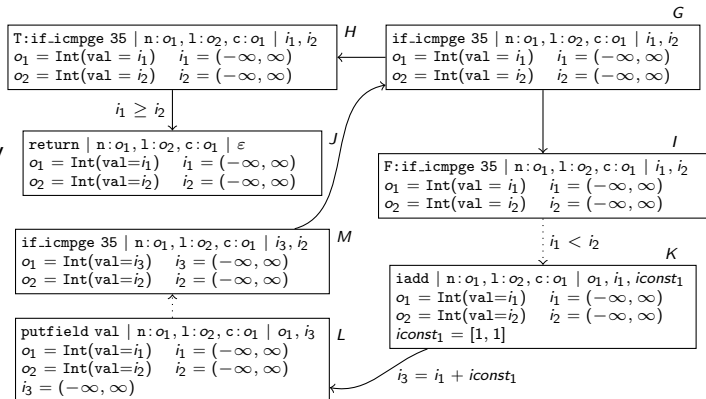 H
G
T:if_icmpge 35 | n:o₁, l:o₂, c:o₁ | i₁, i₂
o₁ = Int(val = i₁) i₁ = (−∞, ∞)
o₂ = Int(val = i₂) i₂ = (−∞, ∞)
if_icmpge 35 | n:o₁, l:o₂, c:o₁ | i₁, i₂
o₁ = Int(val = i₁) i₁ = (−∞, ∞)
o₂ = Int(val = i₂) i₂ = (−∞, ∞)
i₁ ≥ i₂
J
return | n:o₁, l:o₂, c:o₁ | ε
o₁ = Int(val=i₁) i₁ = (−∞, ∞)
o₂ = Int(val=i₂) i₂ = (−∞, ∞)
I
F:if_icmpge 35 | n:o₁, l:o₂, c:o₁ | i₁, i₂
o₁ = Int(val = i₁) i₁ = (−∞, ∞)
o₂ = Int(val = i₂) i₂ = (−∞, ∞)
i₁ < i₂
M
if_icmpge 35 | n:o₁, l:o₂, c:o₁ | i₃, i₂
o₁ = Int(val=i₃) i₃ = (−∞, ∞)
o₂ = Int(val=i₂) i₂ = (−∞, ∞)
K
iadd | n:o₁, l:o₂, c:o₁ | o₁, i₁, iconst₁
o₁ = Int(val=i₁) i₁ = (−∞, ∞)
o₂ = Int(val=i₂) i₂ = (−∞, ∞)
iconst₁ = [1, 1]
L
putfield val | n:o₁, l:o₂, c:o₁ | o₁, i₃
o₁ = Int(val=i₁) i₁ = (−∞, ∞)
o₂ = Int(val=i₂) i₂ = (−∞, ∞)
i₃ = (−∞, ∞)
i₃ = i₁ + iconst₁